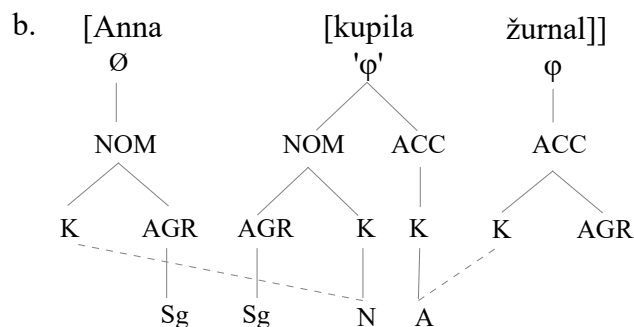 b. [Anna [kupila žurnal]]
Ø 'φ' φ
NOM NOM ACC ACC
K AGR AGR K K K AGR
Sg Sg N A